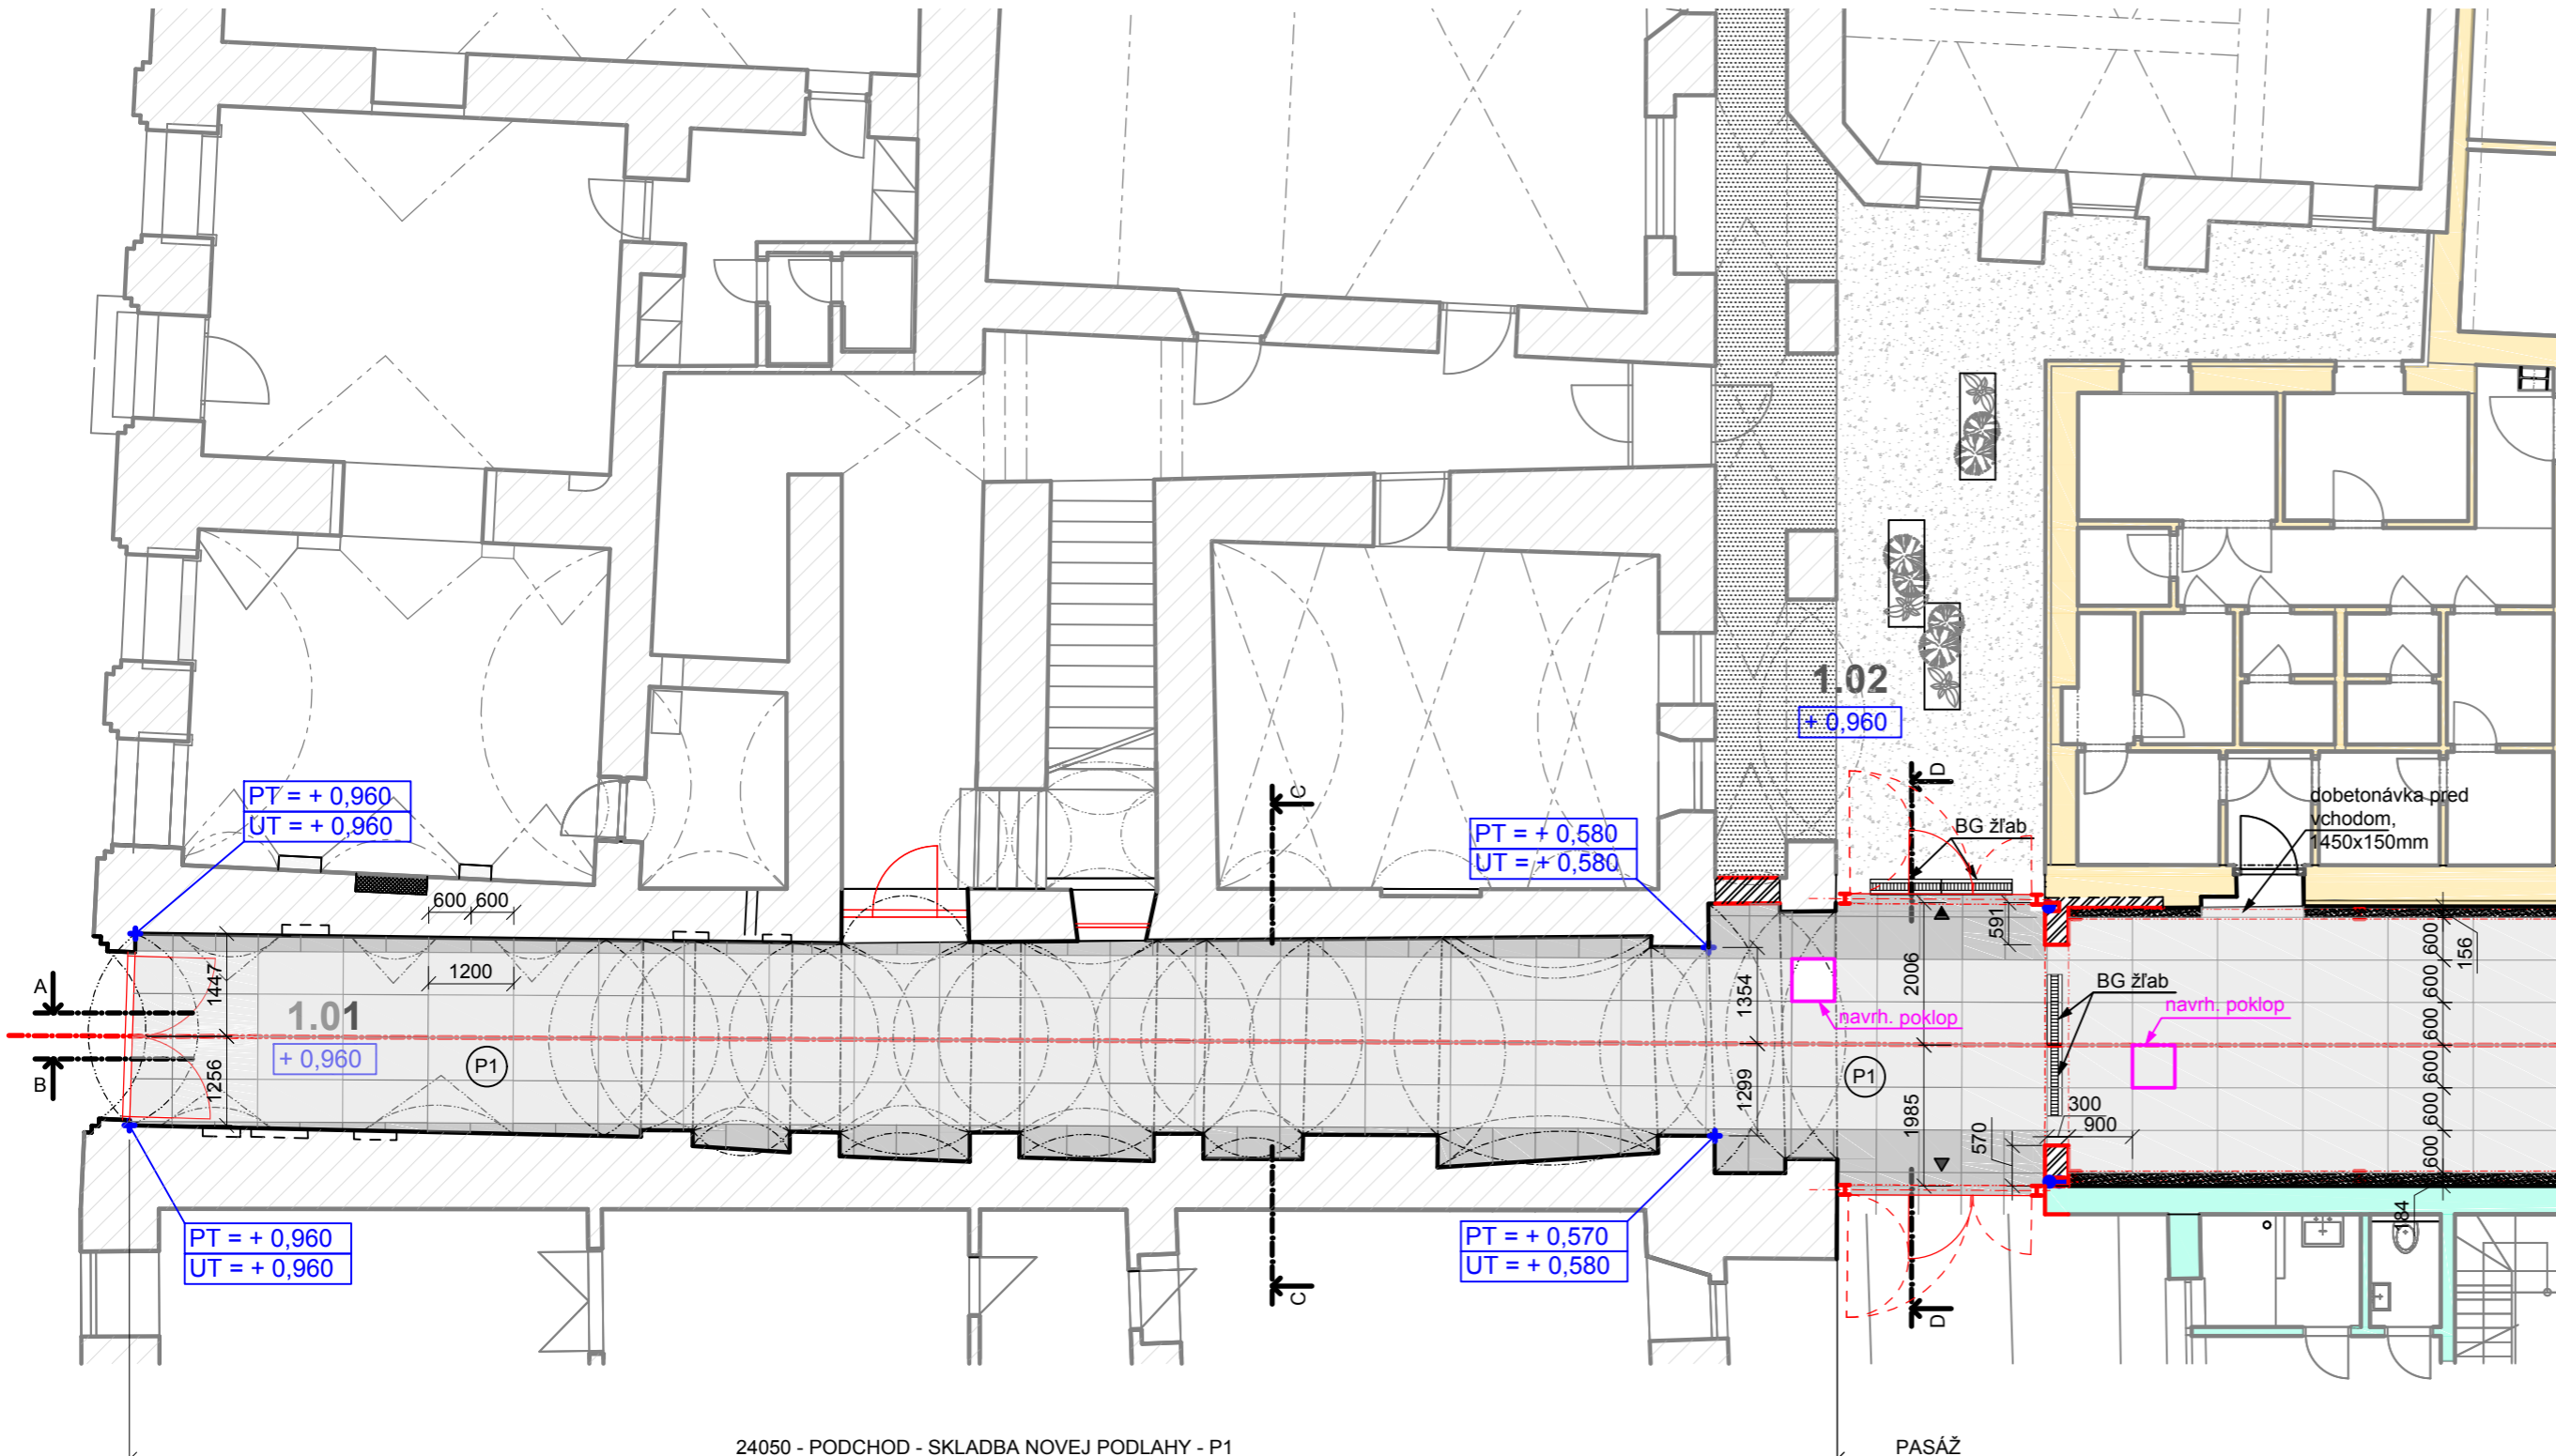 1.02
+ 0,960
D
PT = + 0,960
UT = + 0,960
C
dobetonávka pred
vchodom,
1450x150mm
PT = + 0,580
UT = + 0,580
BG žľab
600 600
591
600
156
1447
1200
1354
2006
600
A
BG žľab
1.01
navrh. poklop
navrh. poklop
600
+ 0,960
P1
P1
600
B
1256
1299
1985
300
900
600
570
600
184
PT = + 0,960
UT = + 0,960
PT = + 0,570
UT = + 0,580
C
D
24050 - PODCHOD - SKLADBA NOVEJ PODLAHY - P1
PASÁŽ